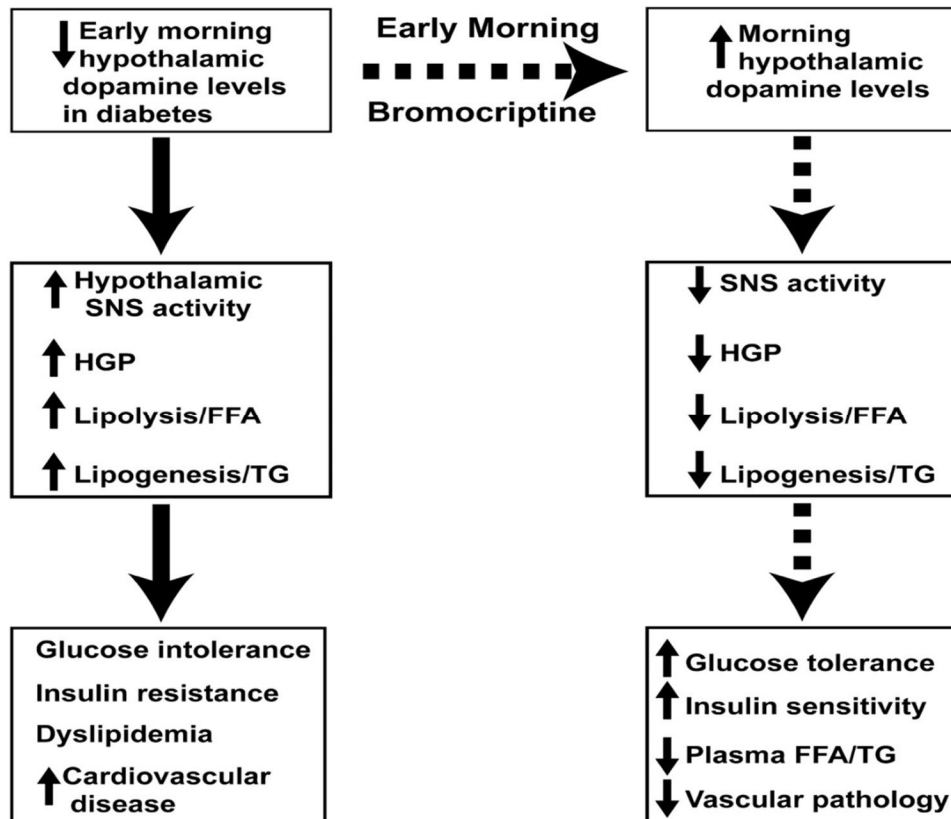 Early morning
hypothalamic
dopamine levels
in diabetes
Early Morning
Bromocriptine
Morning
hypothalamic
dopamine levels
Hypothalamic
SNS activity
HGP
Lipolysis/FFA
Lipogenesis/TG
SNS activity
HGP
Lipolysis/FFA
Lipogenesis/TG
Glucose intolerance
Insulin resistance
Dyslipidemia
Cardiovascular
disease
Glucose tolerance
Insulin sensitivity
Plasma FFA/TG
Vascular pathology